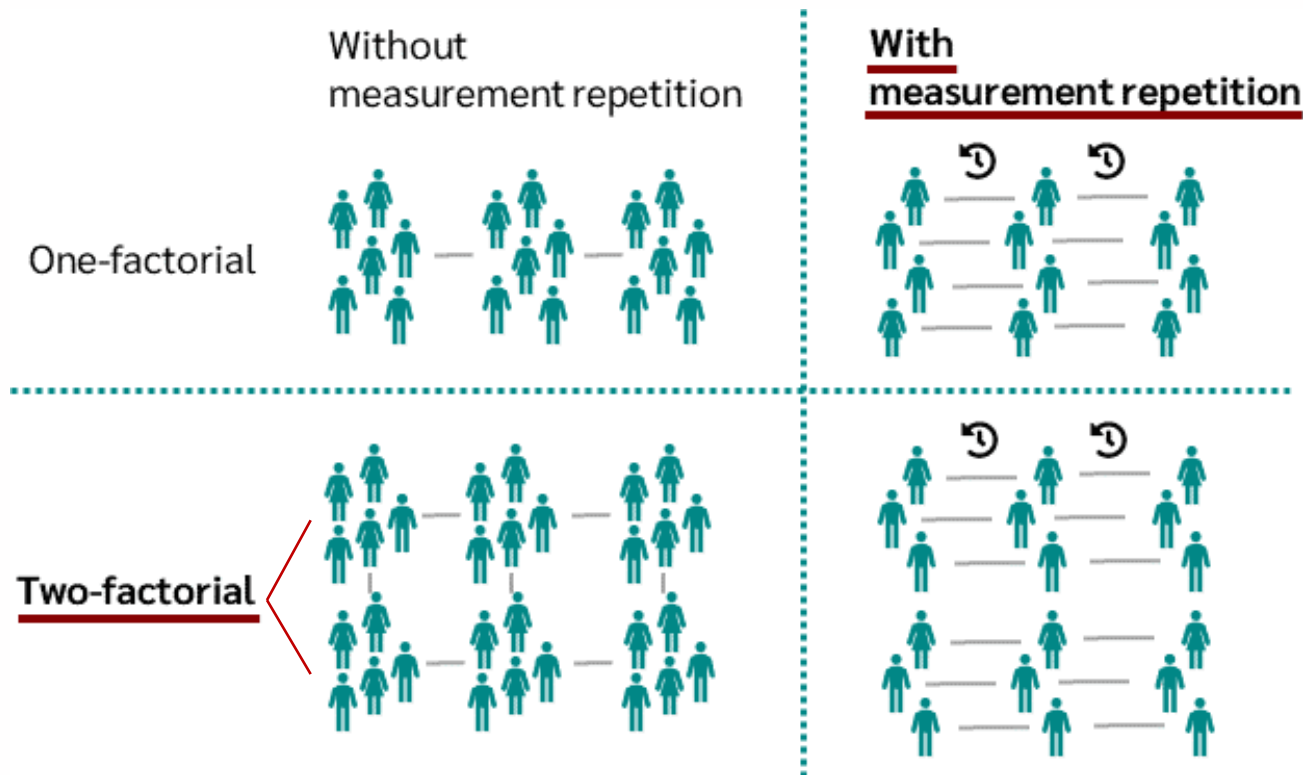 Without
measurement repetition
With
measurement repetition
One-factorial
Two-factorial